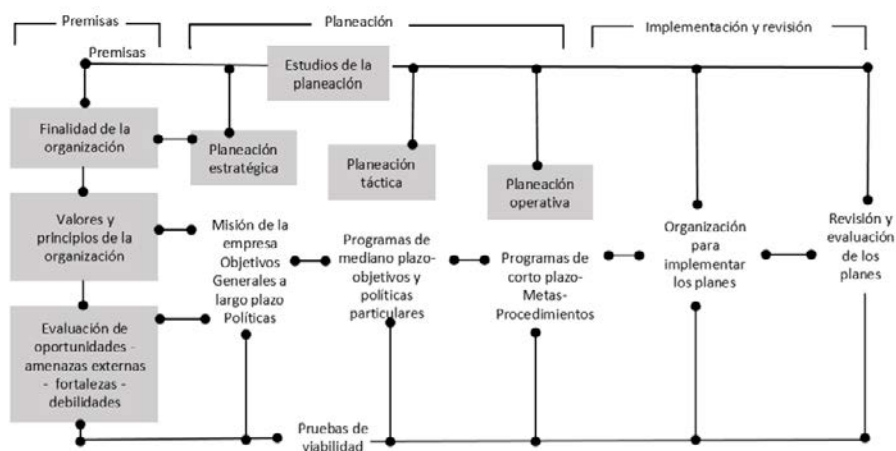 Premisas
Planeación
Implementación y revisión
Premisas
Estudios de la
planeación
Finalidad de la
organización
Planeación
estratégica
Planeación
táctica
Planeación
operativa
Valores y
principios de la
organización
Misión de la
empresa
Objetivos
Generales a
largo plazo
Políticas
Programas de
mediano plazo-
objetivos y
políticas
particulares
Programas de
corto plazo-
Metas-
Procedimientos
Organización
para
implementar
los planes
Revisión y
evaluación
de los
planes
Evaluación de
oportunidades -
amenazas externas
- fortalezas -
debilidades
Pruebas de
viabilidad